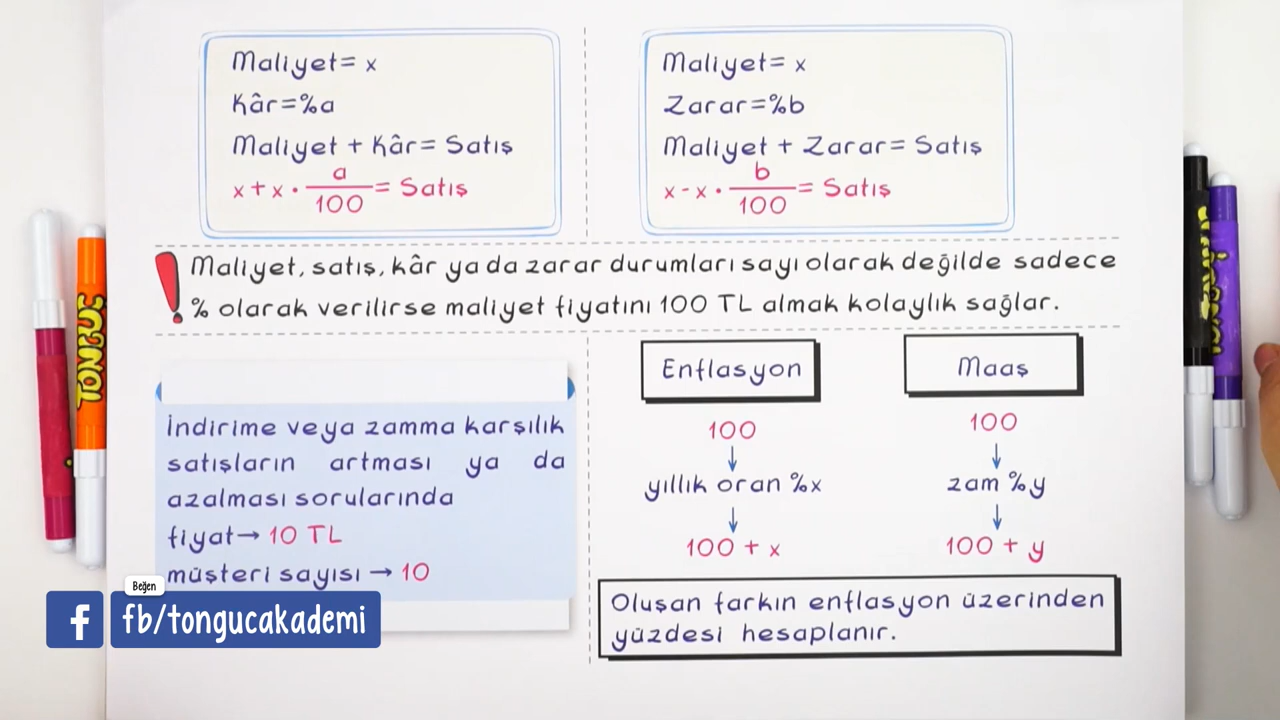 Maliyet= x
Kâr=%a
Maliyet + Kâr= Satış
x + x · a/100 = Satış
Maliyet= x
Zarar=%b
Maliyet + Zarar= Satış
x - x · b/100 = Satış
! Maliyet, satış, kâr ya da zarar durumları sayı olarak değilde sadece
% olarak verilirse maliyet fiyatını 100 TL almak kolaylık sağlar.
İndirime veya zamma karşılık
satışların artması ya da
azalması sorularında
fiyat→ 10 TL
müşteri sayısı → 10
Enflasyon
100
↓
yıllık oran %x
↓
100 + x
Maaş
100
↓
zam %y
↓
100 + y
Oluşan farkın enflasyon üzerinden
yüzdesi hesaplanır.
Beğen
f fb/tongucakademi
TONGUÇ